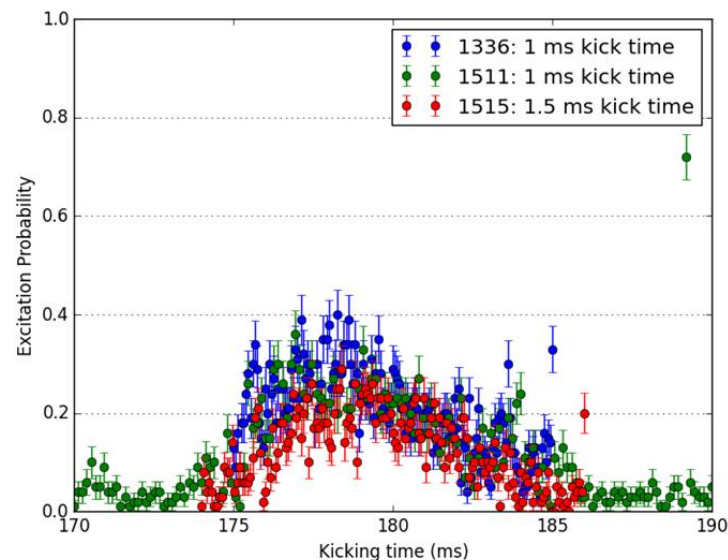 1.0
0.8
0.6
0.4
0.2
0.0
Excitation Probability
1336: 1 ms kick time
1511: 1 ms kick time
1515: 1.5 ms kick time
170 175 180 185 190
Kicking time (ms)